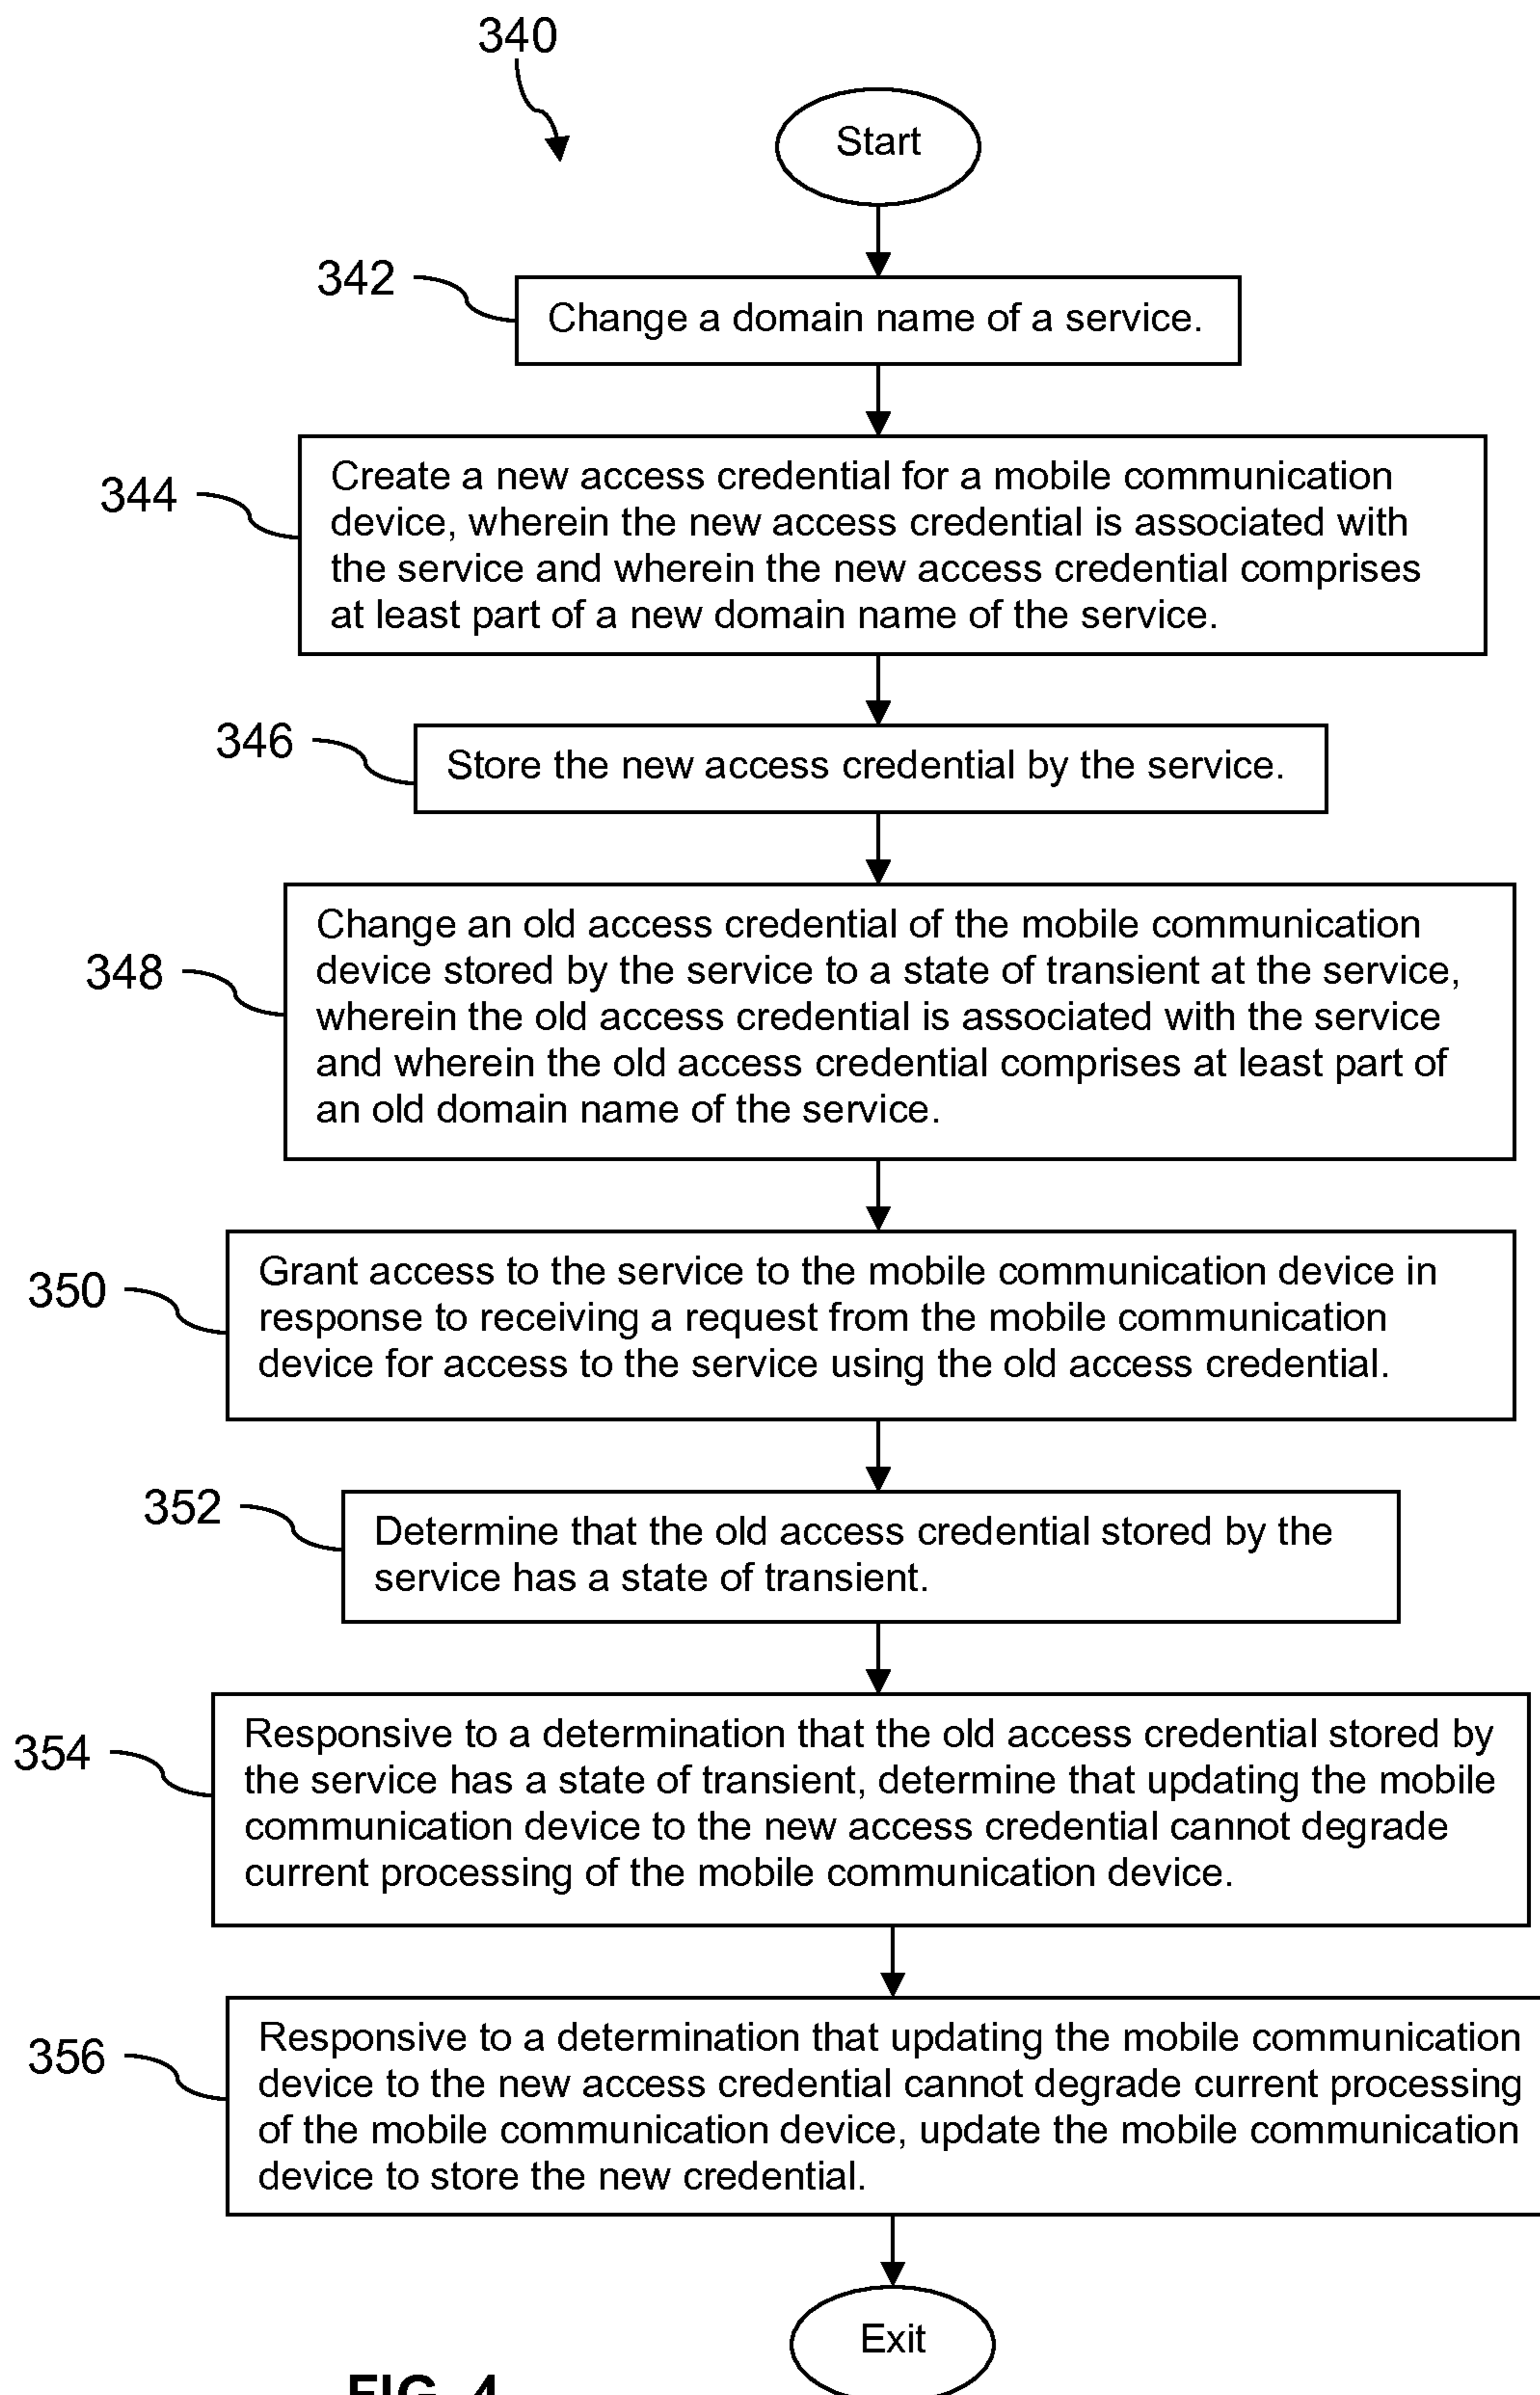 340
Start
342
Change a domain name of a service.
344
Create a new access credential for a mobile communication
device, wherein the new access credential is associated with
the service and wherein the new access credential comprises
at least part of a new domain name of the service.
346
Store the new access credential by the service.
348
Change an old access credential of the mobile communication
device stored by the service to a state of transient at the service,
wherein the old access credential is associated with the service
and wherein the old access credential comprises at least part of
an old domain name of the service.
350
Grant access to the service to the mobile communication device in
response to receiving a request from the mobile communication
device for access to the service using the old access credential.
352
Determine that the old access credential stored by the
service has a state of transient.
354
Responsive to a determination that the old access credential stored by
the service has a state of transient, determine that updating the mobile
communication device to the new access credential cannot degrade
current processing of the mobile communication device.
356
Responsive to a determination that updating the mobile communication
device to the new access credential cannot degrade current processing
of the mobile communication device, update the mobile communication
device to store the new credential.
Exit
FIG. 4